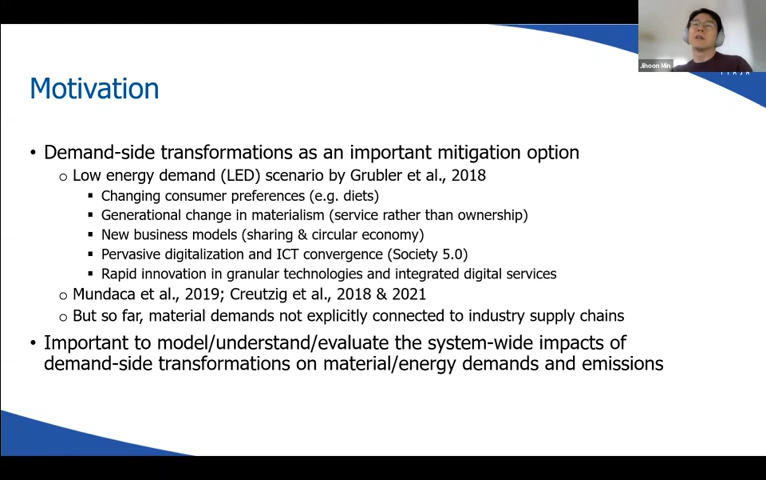 Jihoon Min
Motivation
• Demand-side transformations as an important mitigation option
o Low energy demand (LED) scenario by Grubler et al., 2018
▪ Changing consumer preferences (e.g. diets)
▪ Generational change in materialism (service rather than ownership)
▪ New business models (sharing & circular economy)
▪ Pervasive digitalization and ICT convergence (Society 5.0)
▪ Rapid innovation in granular technologies and integrated digital services
o Mundaca et al., 2019; Creutzig et al., 2018 & 2021
o But so far, material demands not explicitly connected to industry supply chains
• Important to model/understand/evaluate the system-wide impacts of
demand-side transformations on material/energy demands and emissions